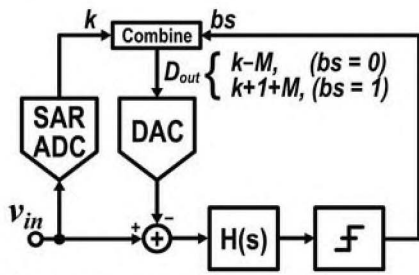 k
Combine
bs
D_out { k−M, (bs = 0)
k+1+M, (bs = 1)
SAR
ADC
DAC
v_in
+
−
+
H(s)